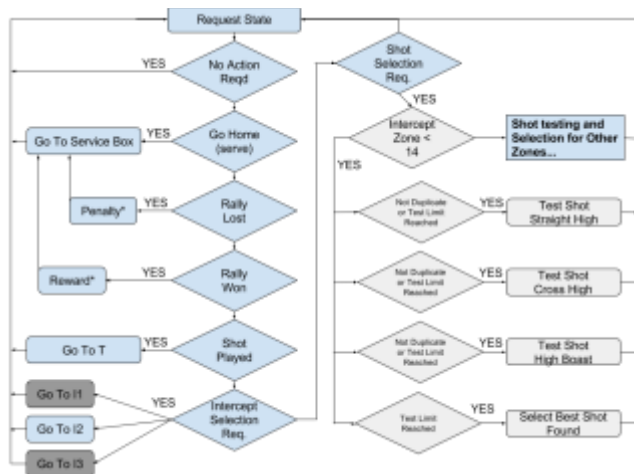 Request State
YES
No Action
Reqd
Go To Service Box
YES
Go Home
(serve)
Penalty*
YES
Rally
Lost
Reward*
YES
Rally
Won
Go To T
YES
Shot
Played
Go To I1
YES
Go To I2
Intercept
Selection
Req.
Go To I3
Shot
Selection
Req.
YES
Intercept
Zone <
14
YES
Shot testing and
Selection for Other
Zones...
Not Duplicate
or Test Limit
Reached
YES
Test Shot
Straight High
Not Duplicate
or Test Limit
Reached
YES
Test Shot
Cross High
Not Duplicate
or Test Limit
Reached
YES
Test Shot
High Boast
Test Limit
Reached
YES
Select Best Shot
Found